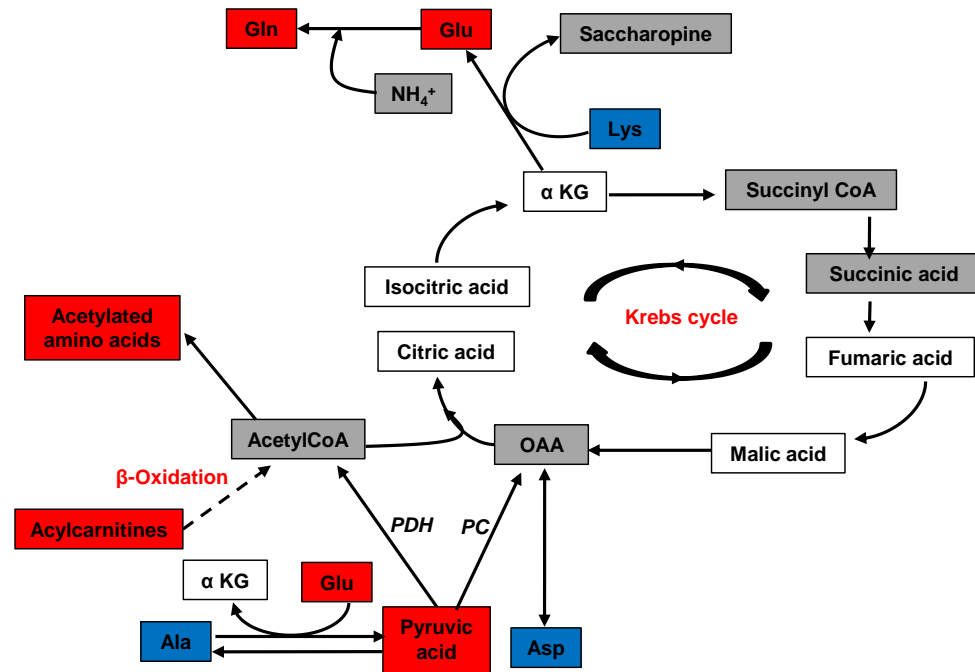 Gln
Glu
Saccharopine
NH₄⁺
Lys
α KG
Succinyl CoA
Isocitric acid
Succinic acid
Acetylated
amino acids
Krebs cycle
Citric acid
Fumaric acid
AcetylCoA
OAA
Malic acid
β-Oxidation
Acylcarnitines
PDH
PC
α KG
Glu
Ala
Pyruvic
acid
Asp